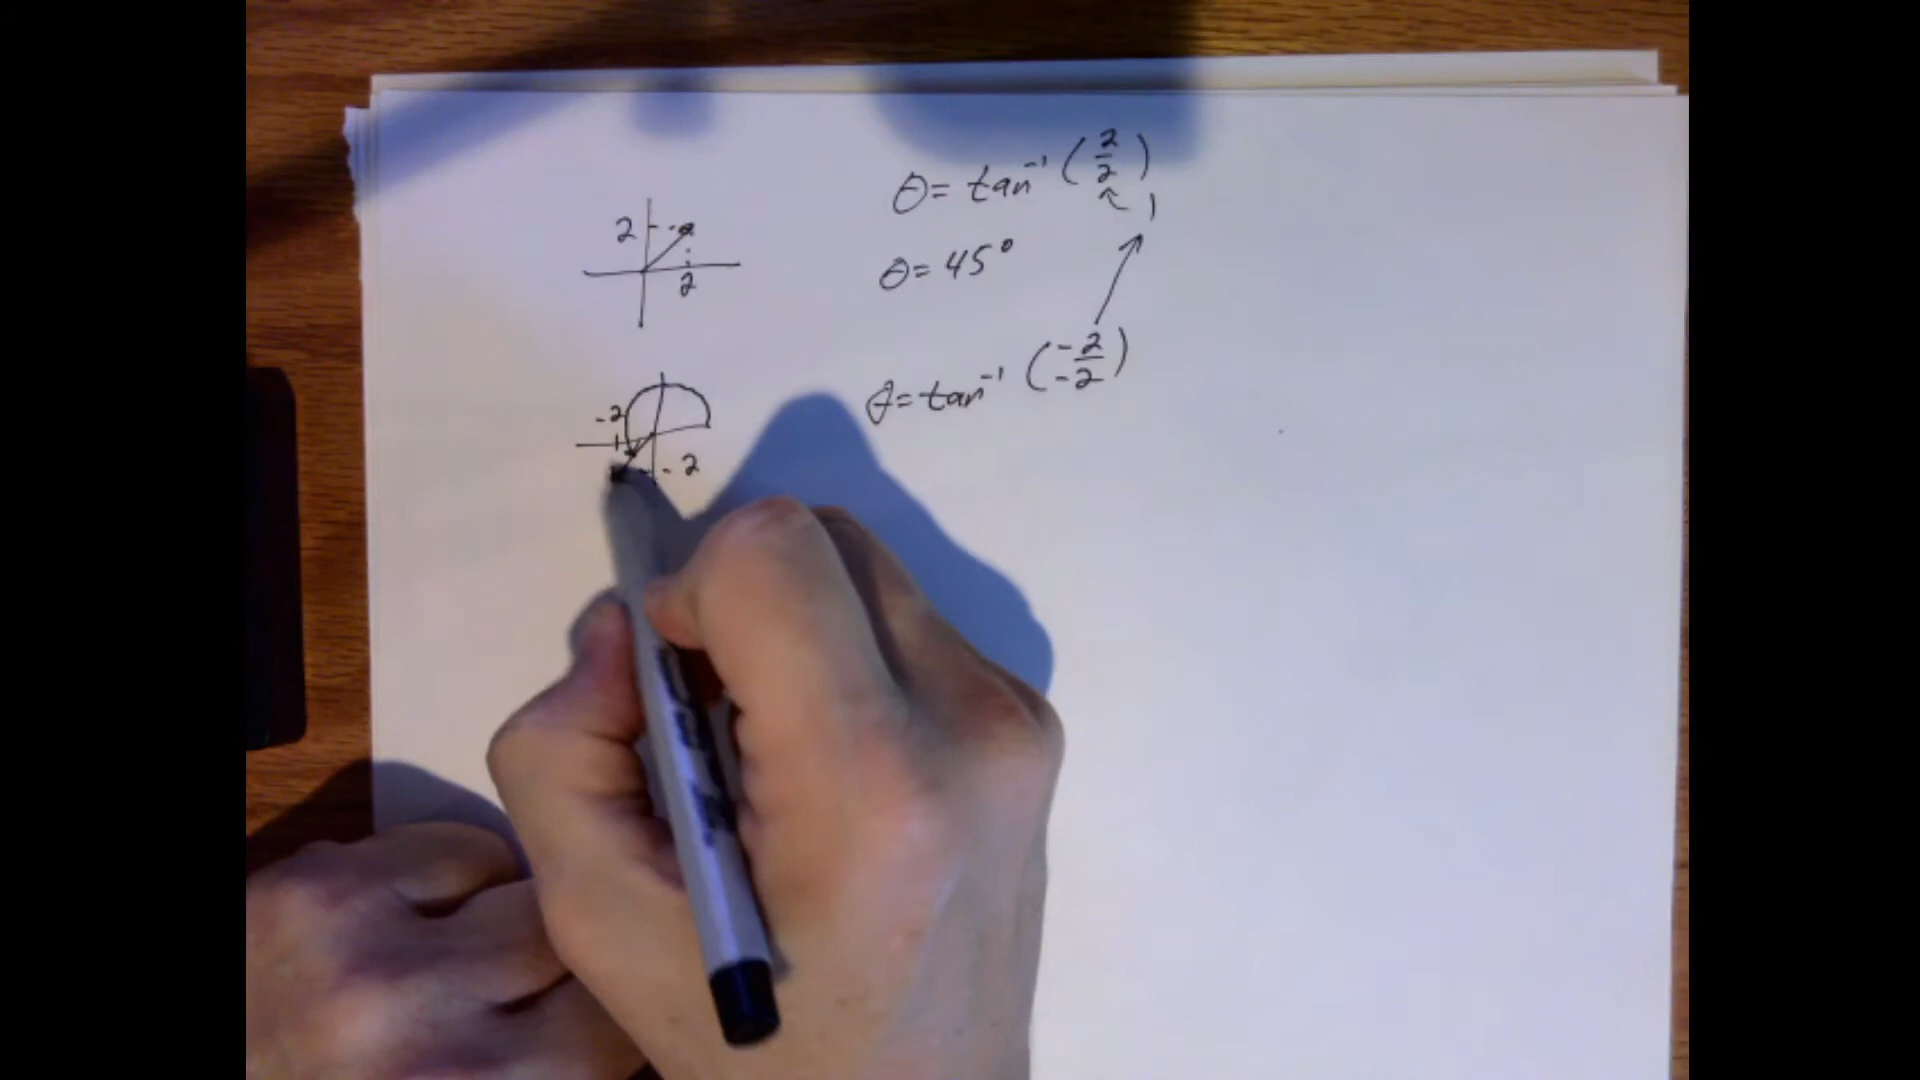 θ = tan⁻¹ (2/2)
1
2
2
θ = 45°
θ = tan⁻¹ (-2/-2)
-2
-2